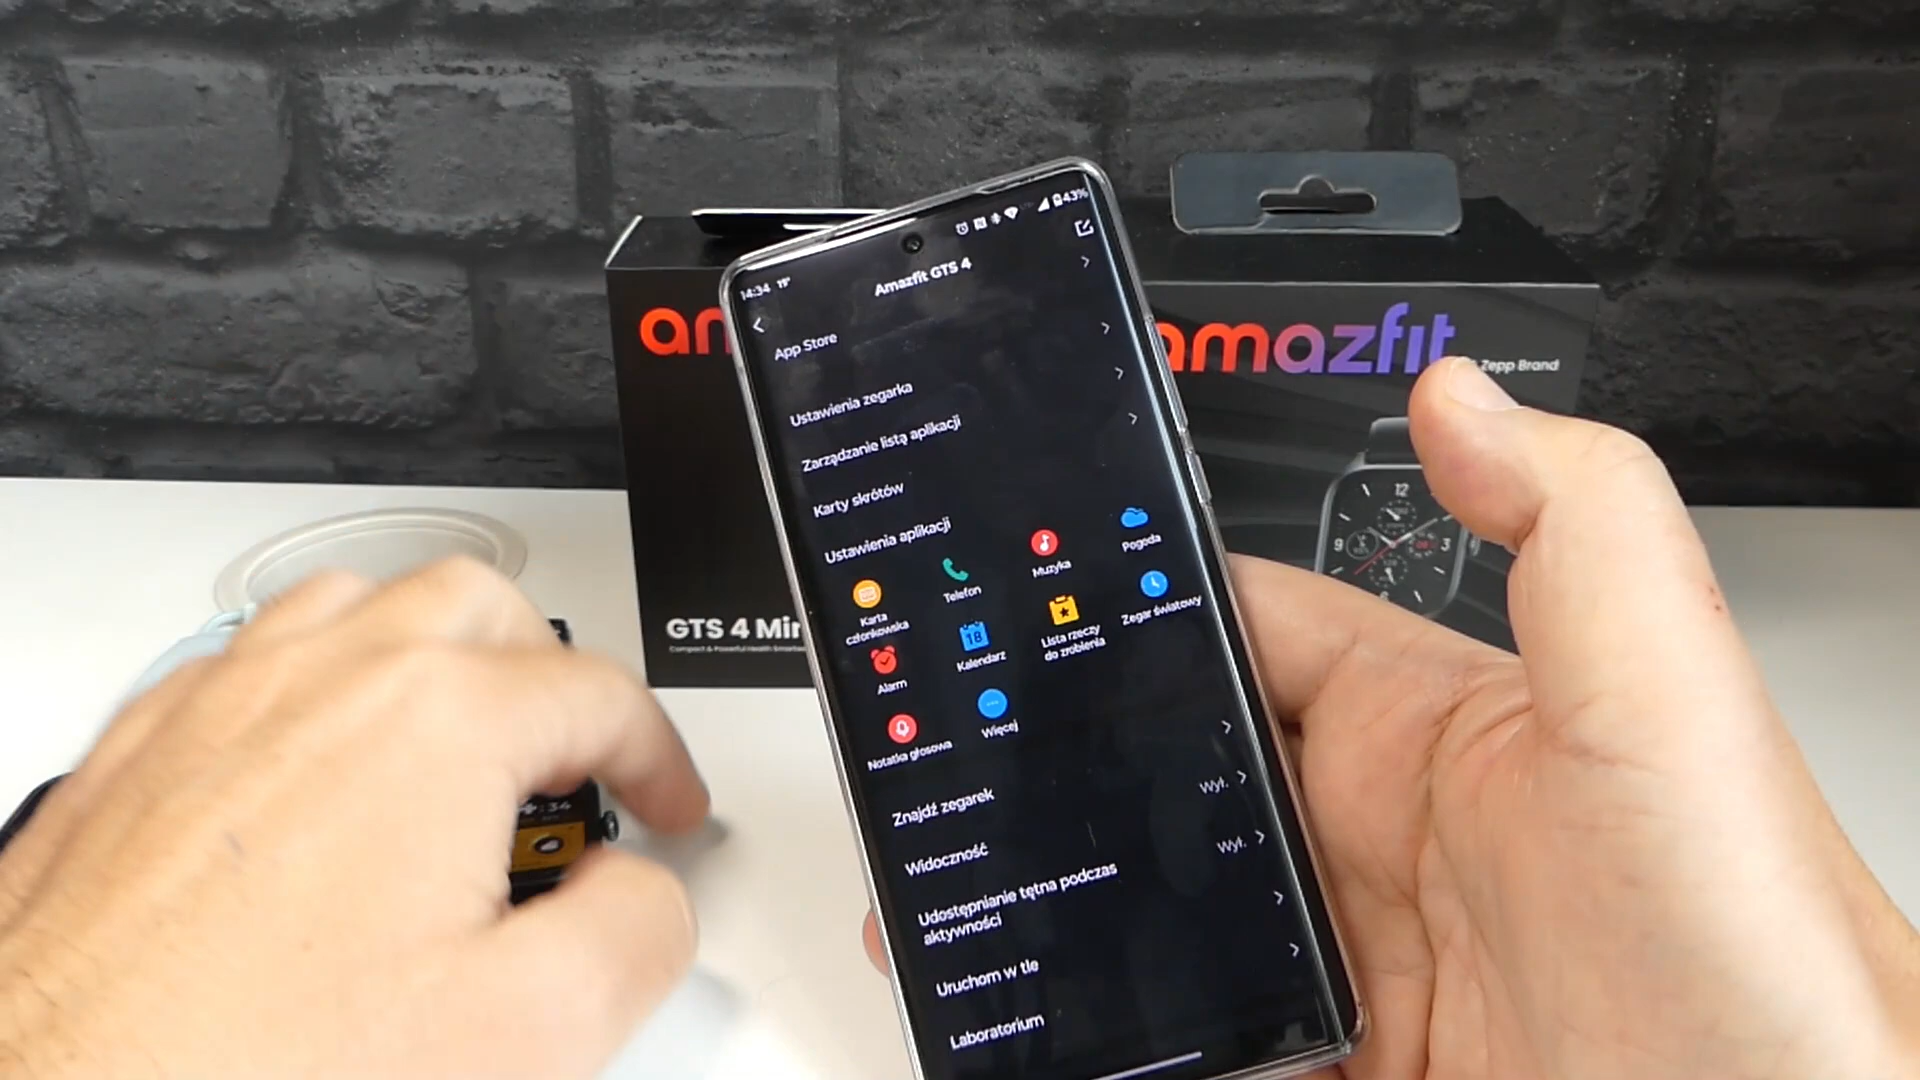 14:34
43%
Amazfit GTS 4
App Store
Ustawienia zegarka
Zarządzanie listą aplikacji
Karty skrótów
Ustawienia aplikacji
Karta
członkowska
Telefon
Muzyka
Pogoda
Alarm
18
Kalendarz
Lista rzeczy
do zrobienia
Zegar światowy
Notatka głosowa
Więcej
Znajdź zegarek
Wył.
Widoczność
Wył.
Udostępnianie tętna podczas
aktywności
Uruchom w tle
Laboratorium
am
GTS 4 Min
amazfit
Zepp Brand
12
9
3
:34